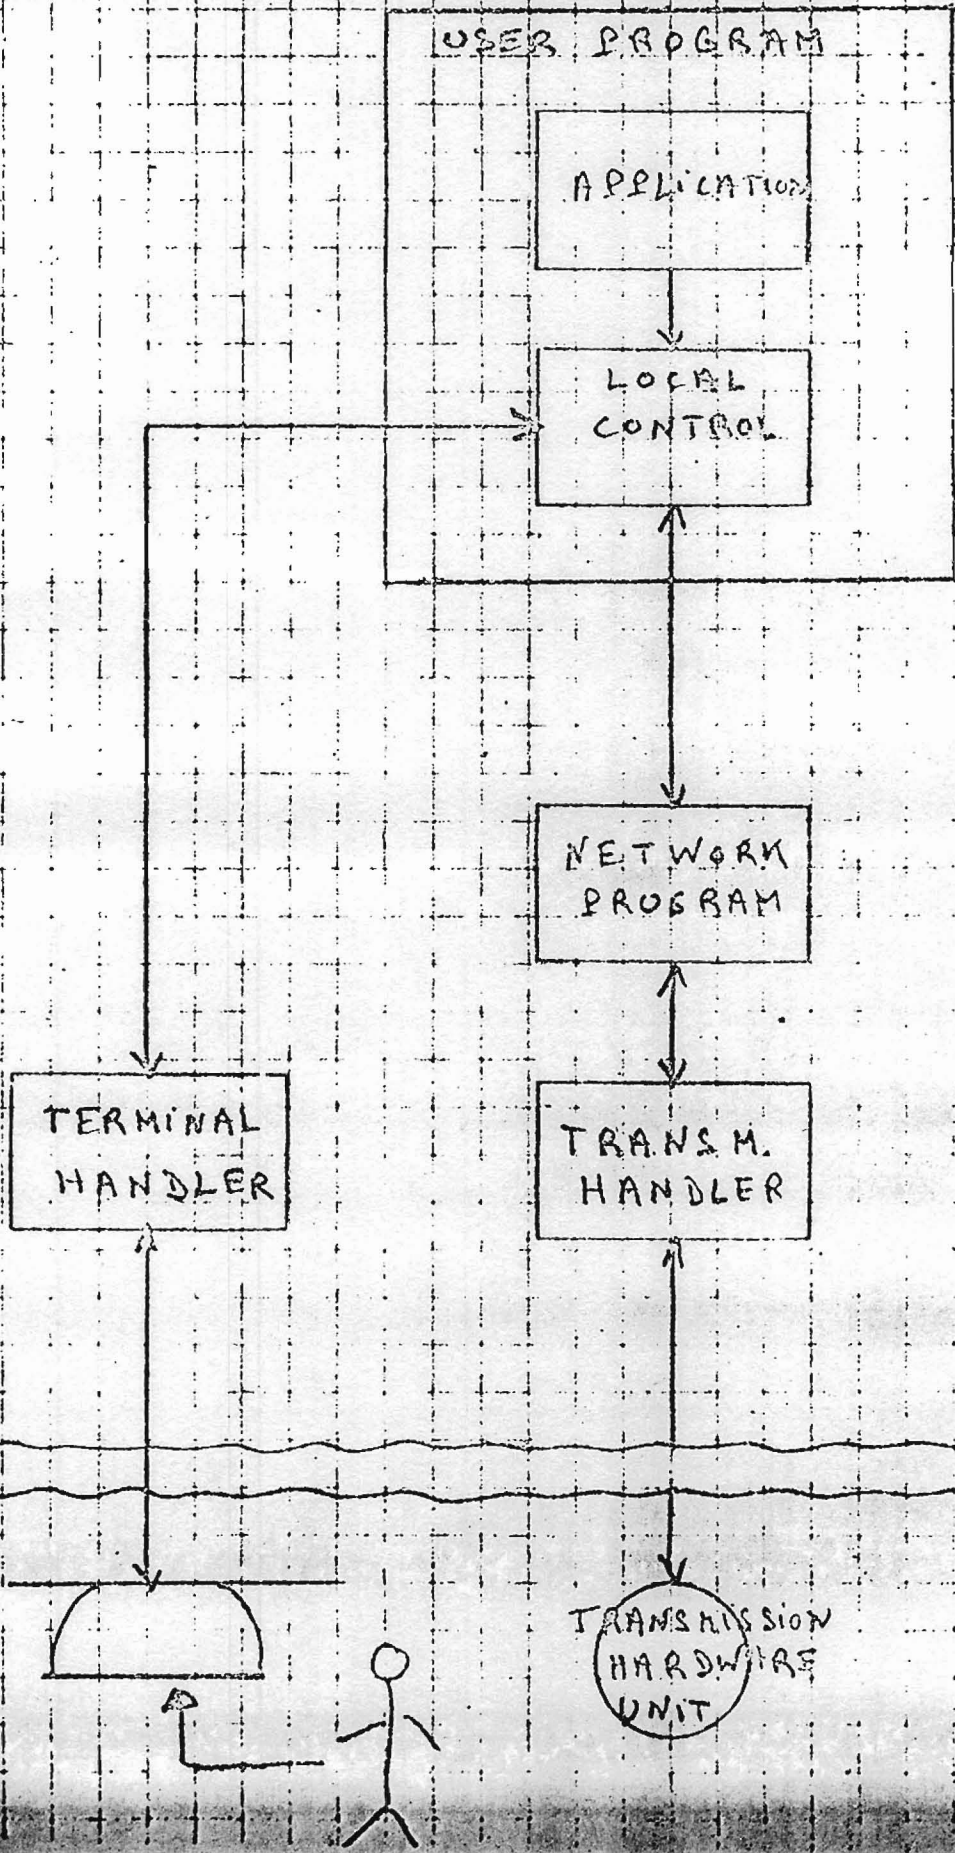 USER PROGRAM
APPLICATION
LOCAL
CONTROL
NETWORK
PROGRAM
TERMINAL
HANDLER
TRANSM.
HANDLER
TRANSMISSION
HARDWARE
UNIT